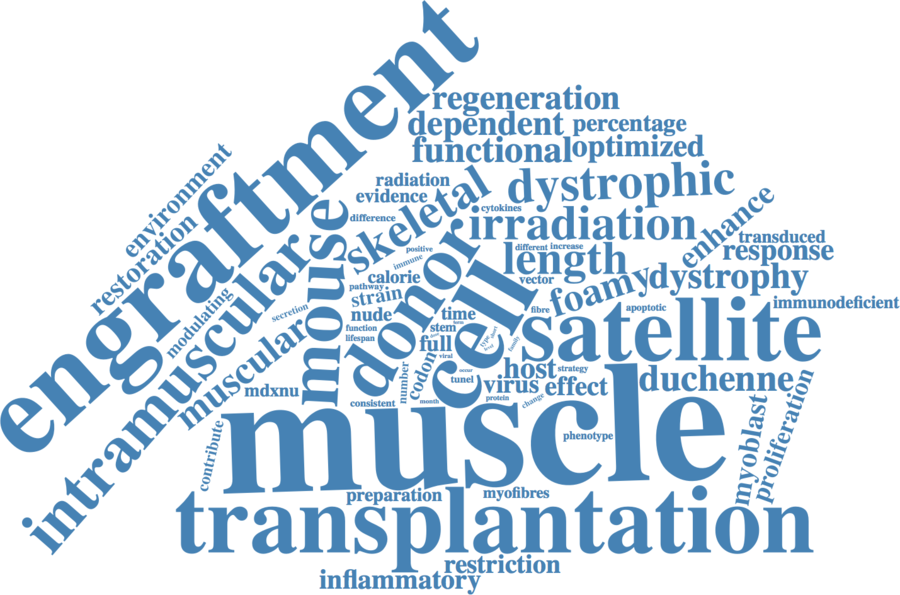 engraftment
regeneration
dependent
percentage
functional
optimized
environment
restoration
radiation
evidence
skeletal
dystrophic
cytokines
difference
irradiation
enhance
transduced
different
increase
response
positive
immune
length
modulating
intramuscular
mouse
donor
calorie
vector
foamy
dystrophy
pathway
strain
secretion
nude
time
fibre
apoptotic
immunodeficient
cell
satellite
function
stem
lifespan
full
viral
type
family
muscular
mdxnu
number
codon
host
strategy
tunel
virus
effect
duchenne
protein
change
consistent
month
muscle
phenotype
contribute
myoblast
proliferation
preparation
myofibres
transplantation
restriction
inflammatory